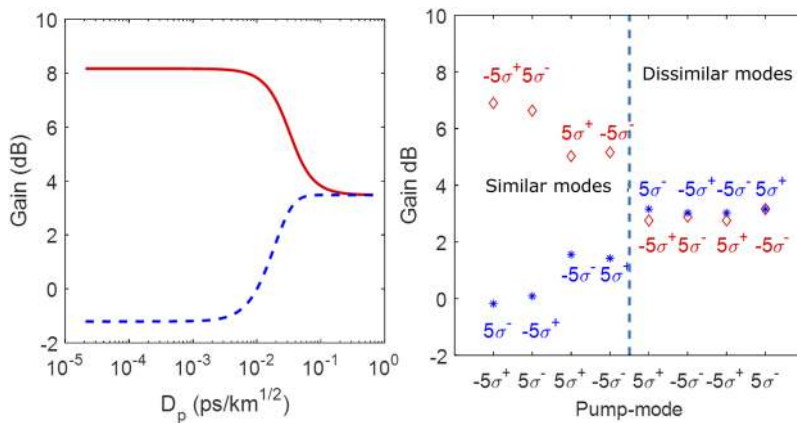 10
8
6
4
2
0
-2
Gain (dB)
10⁻⁵ 10⁻⁴ 10⁻³ 10⁻² 10⁻¹ 10⁰
D_p (ps/km^1/2)
10
8
6
4
2
0
-2
Gain dB
Dissimilar modes
-5σ⁺ 5σ⁻
5σ⁺ -5σ⁻
Similar modes
5σ⁻ -5σ⁺ -5σ⁻ 5σ⁺
-5σ⁺ 5σ⁻ 5σ⁺ -5σ⁻
-5σ⁻ 5σ⁺
5σ⁻ -5σ⁺
-5σ⁺ 5σ⁻ 5σ⁺ -5σ⁻ 5σ⁺ -5σ⁻ -5σ⁺ 5σ⁻
Pump-mode